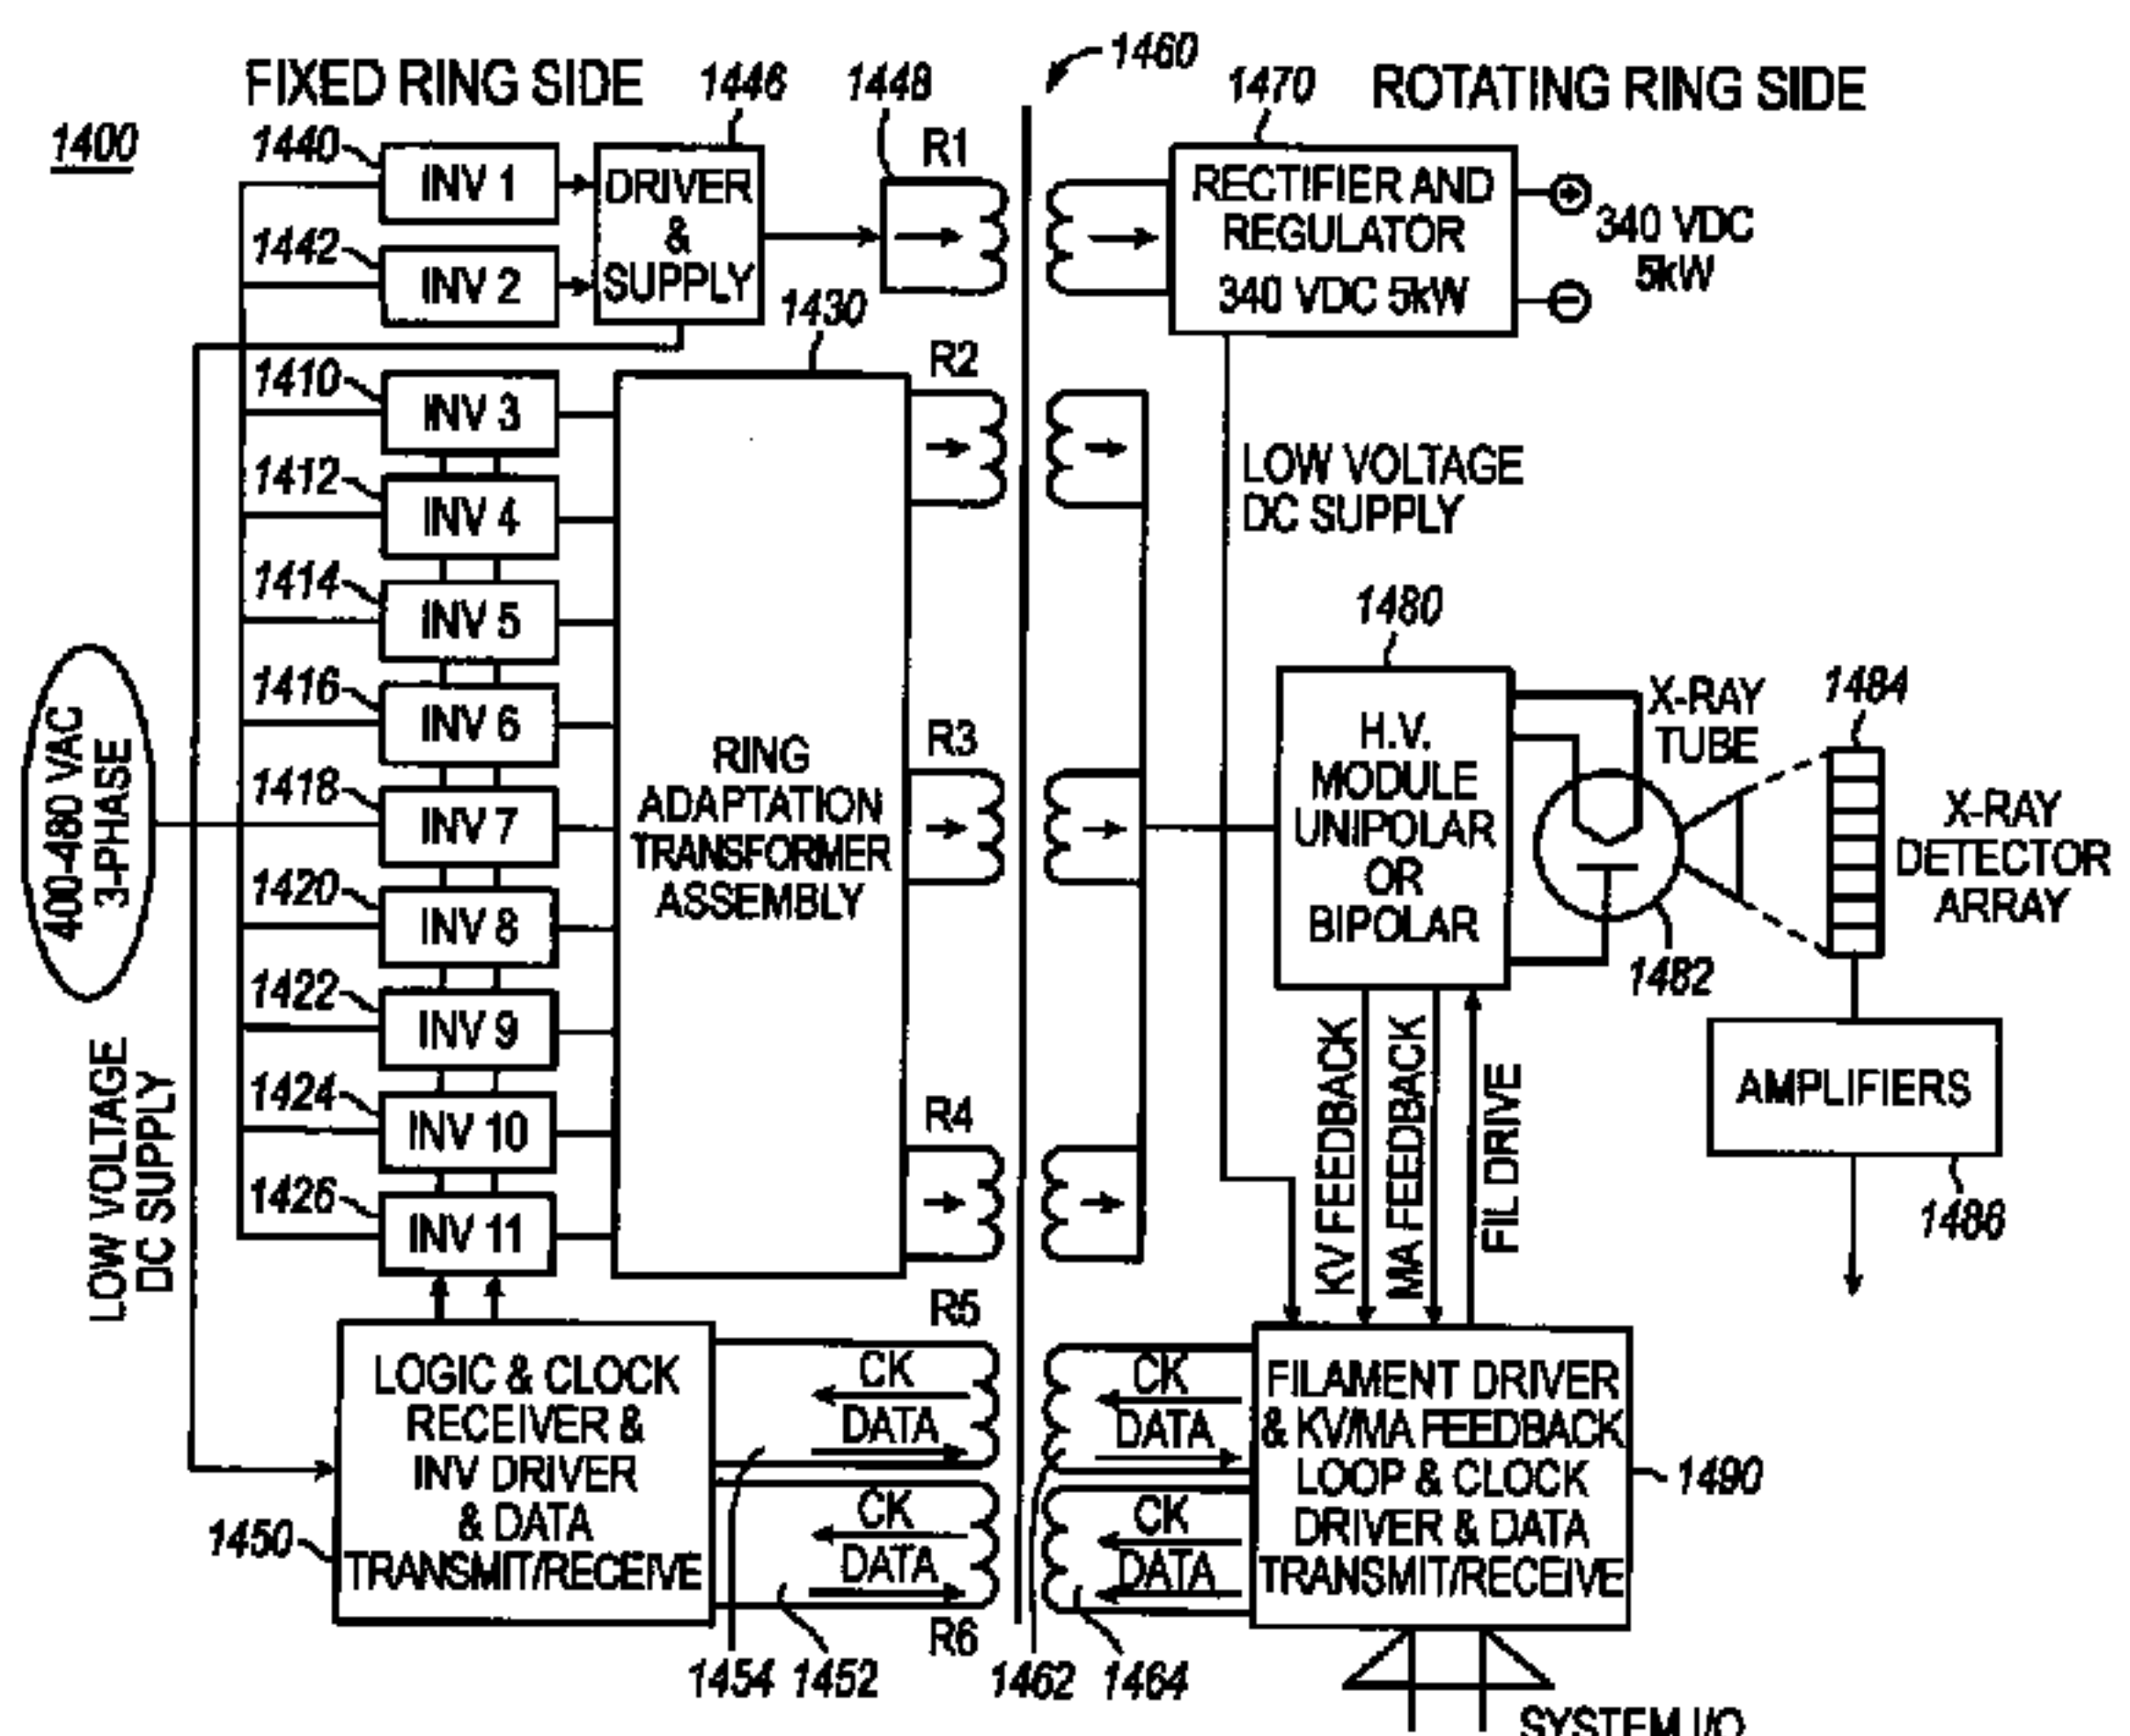 1400
FIXED RING SIDE
1460
ROTATING RING SIDE
1440
INV 1
1442
INV 2
1446
DRIVER
&
SUPPLY
1448
R1
1470
RECTIFIER AND
REGULATOR
340 VDC 5kW
+
340 VDC
5kW
−
1430
RING
ADAPTATION
TRANSFORMER
ASSEMBLY
1410
INV 3
1412
INV 4
1414
INV 5
1416
INV 6
1418
INV 7
1420
INV 8
1422
INV 9
1424
INV 10
1426
INV 11
400-480 VAC
3-PHASE
LOW VOLTAGE
DC SUPPLY
R2
R3
R4
LOW VOLTAGE
DC SUPPLY
1480
H.V.
MODULE
UNIPOLAR
OR
BIPOLAR
X-RAY
TUBE
1482
1484
X-RAY
DETECTOR
ARRAY
AMPLIFIERS
1486
KV FEEDBACK
MA FEEDBACK
FIL DRIVE
1450
LOGIC & CLOCK
RECEIVER &
INV DRIVER
& DATA
TRANSMIT/RECEIVE
R5
CK
DATA
CK
DATA
R6
1454
1452
CK
DATA
CK
DATA
1462
1464
FILAMENT DRIVER
& KV/MA FEEDBACK
LOOP & CLOCK
DRIVER & DATA
TRANSMIT/RECEIVE
1490
SYSTEM I/O